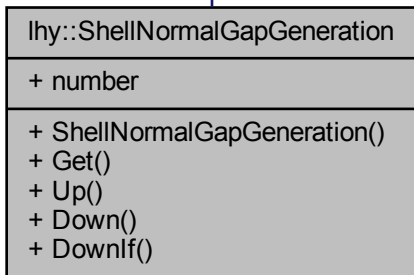 lhy::ShellNormalGapGeneration
+ number
+ ShellNormalGapGeneration()
+ Get()
+ Up()
+ Down()
+ DownIf()